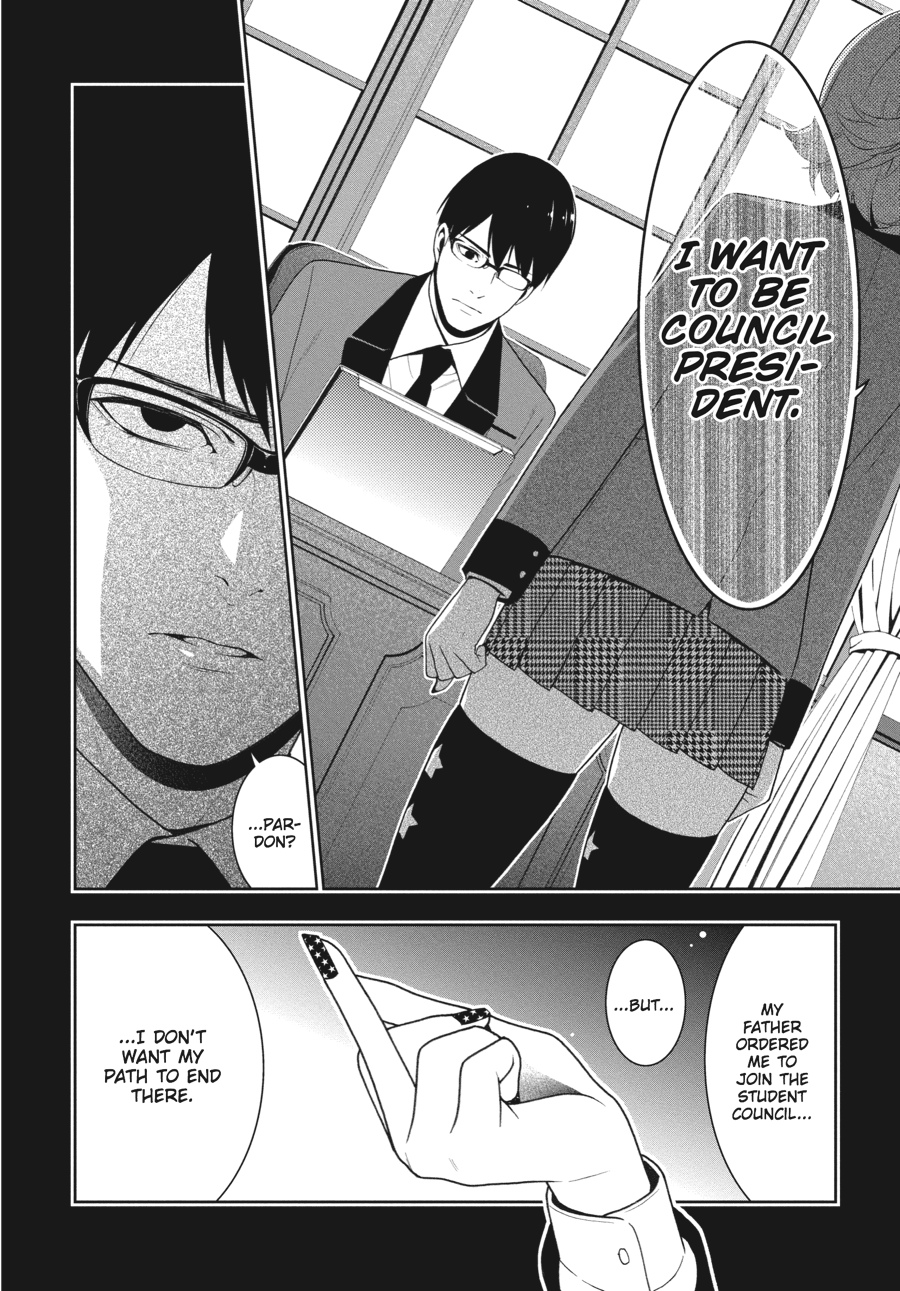 I WANT
TO BE
COUNCIL
PRESI-
DENT.
...PAR-
DON?
MY
FATHER
ORDERED
ME TO
JOIN THE
STUDENT
COUNCIL...
...BUT...
...I DON'T
WANT MY
PATH TO END
THERE.